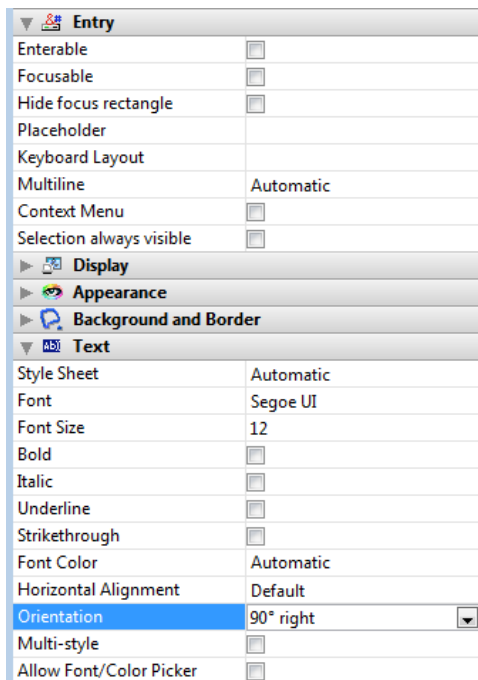 Entry
Enterable
Focusable
Hide focus rectangle
Placeholder
Keyboard Layout
Multiline Automatic
Context Menu
Selection always visible
Display
Appearance
Background and Border
Text
Style Sheet Automatic
Font Segoe UI
Font Size 12
Bold
Italic
Underline
Strikethrough
Font Color Automatic
Horizontal Alignment Default
Orientation 90° right
Multi-style
Allow Font/Color Picker